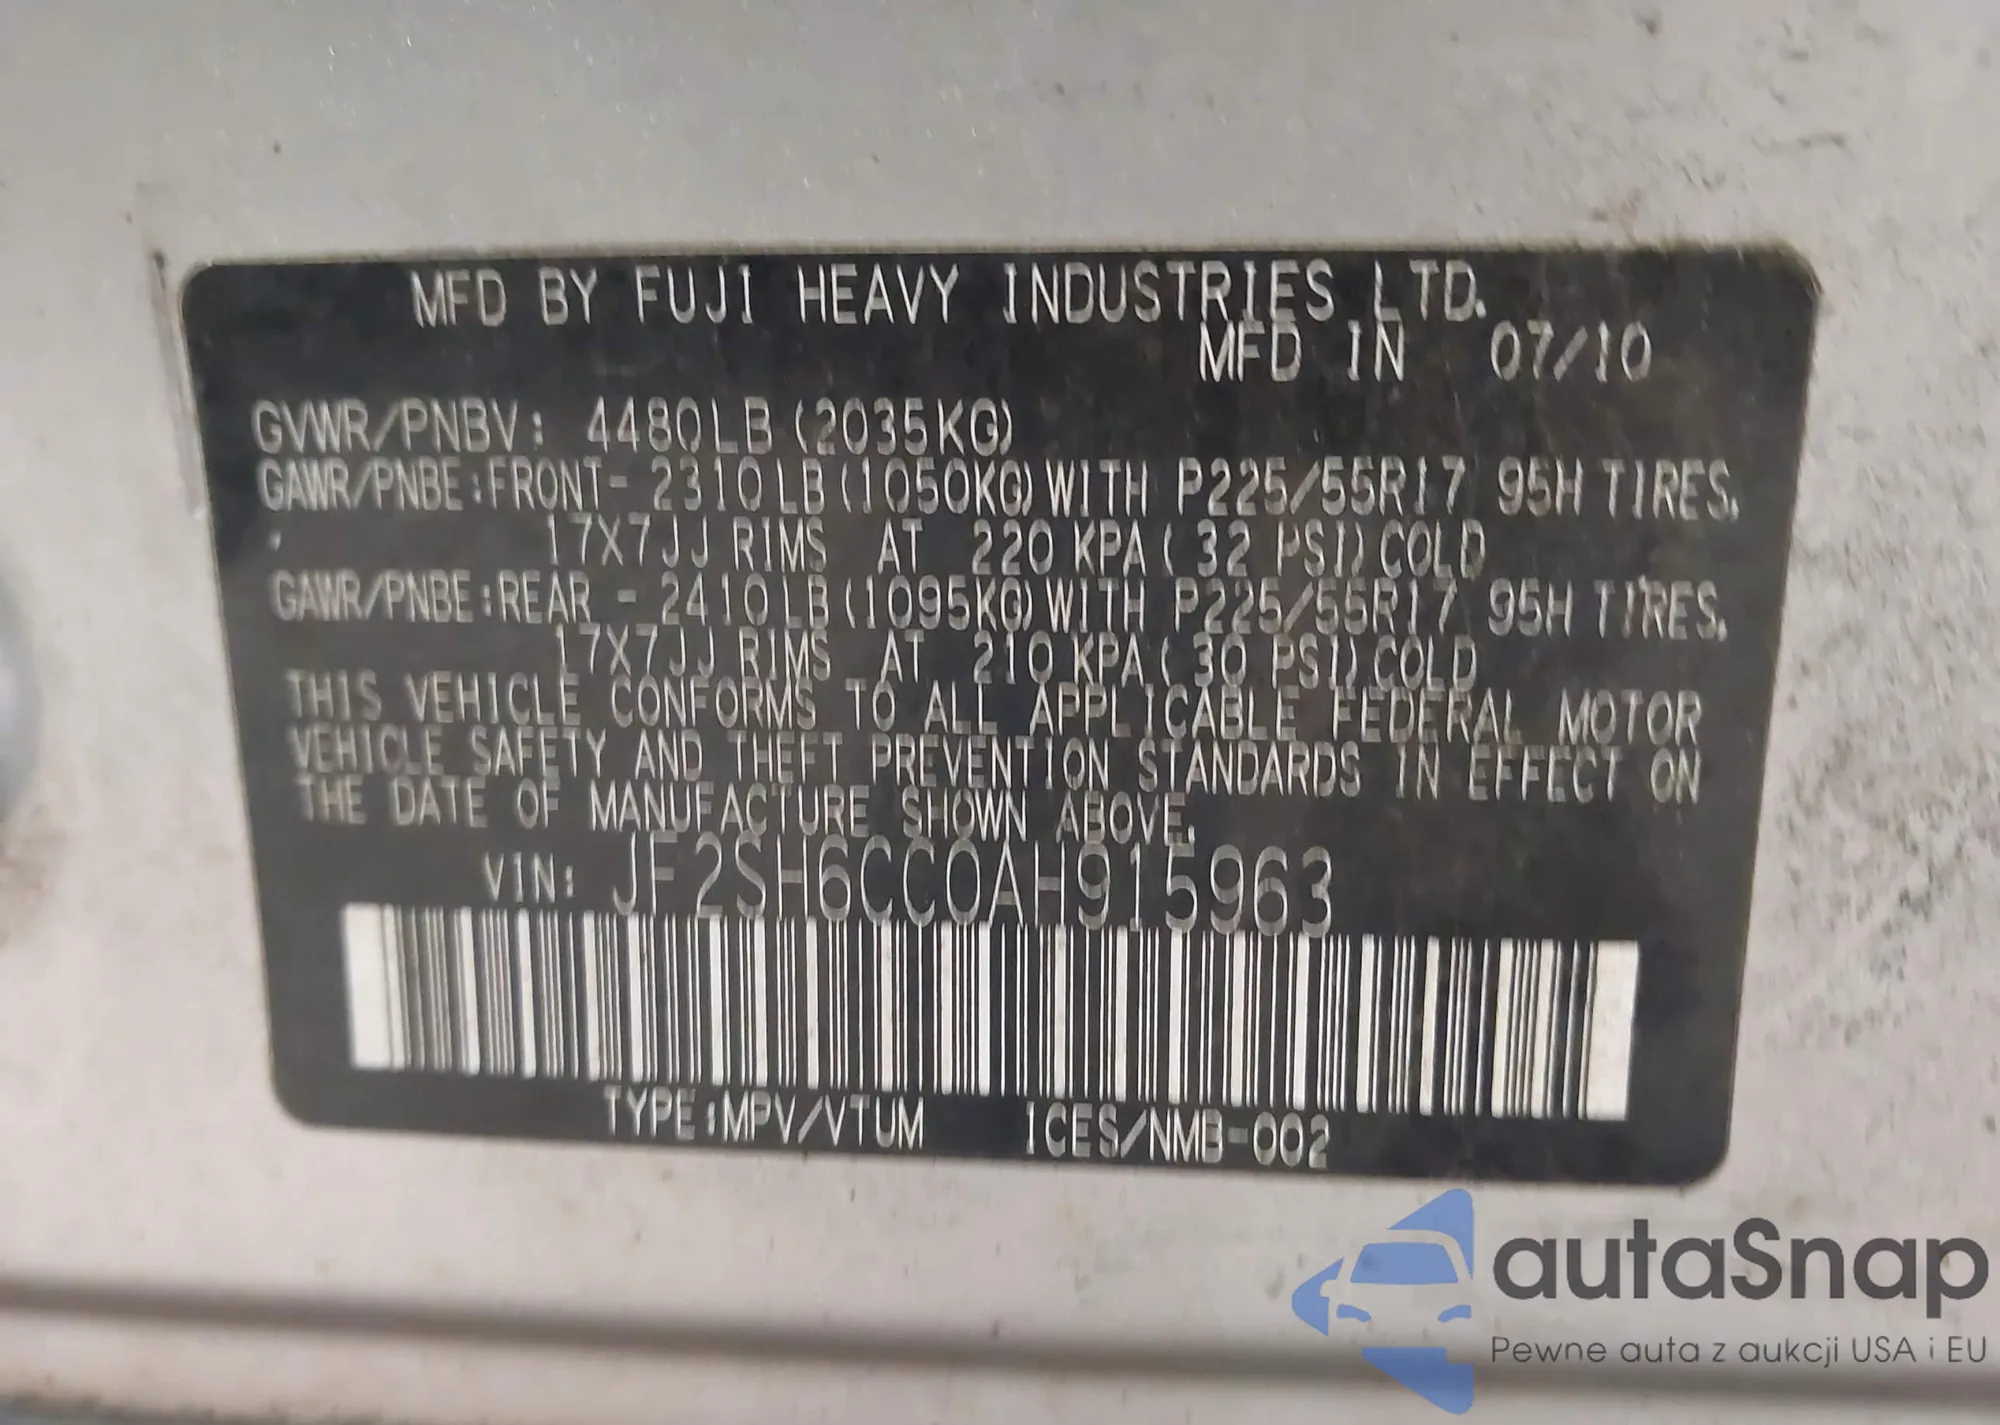 MFD BY FUJI HEAVY INDUSTRIES LTD.
MFD IN 07/10
GVWR/PNBV: 4480LB(2035KG)
GAWR/PNBE:FRONT- 2310LB(1050KG)WITH P225/55R17 95H TIRES.
17X7JJ RIMS AT 220 KPA( 32 PSI)COLD
GAWR/PNBE:REAR - 2410LB(1095KG)WITH P225/55R17 95H TIRES.
17X7JJ RIMS AT 210 KPA( 30 PSI)COLD
THIS VEHICLE CONFORMS TO ALL APPLICABLE FEDERAL MOTOR
VEHICLE SAFETY AND THEFT PREVENTION STANDARDS IN EFFECT ON
THE DATE OF MANUFACTURE SHOWN ABOVE.
VIN: JF2SH6CC0AH915963
TYPE:MPV/VTUM ICES/NMB-002
autaSnap
Pewne auta z aukcji USA i EU